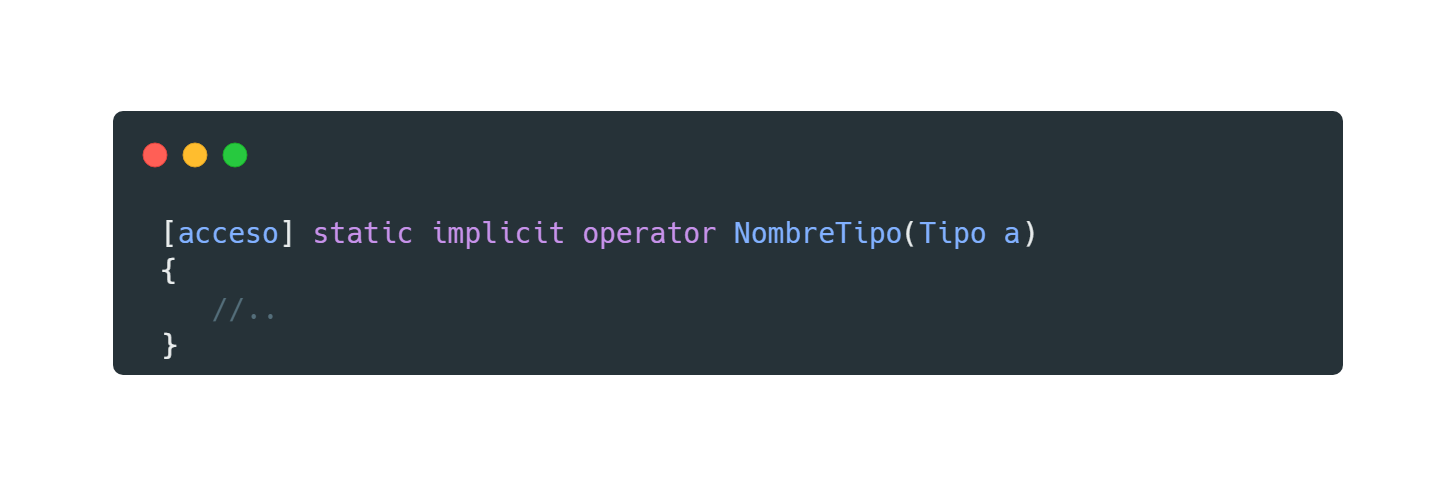 [acceso] static implicit operator NombreTipo(Tipo a)
{
   //..
}